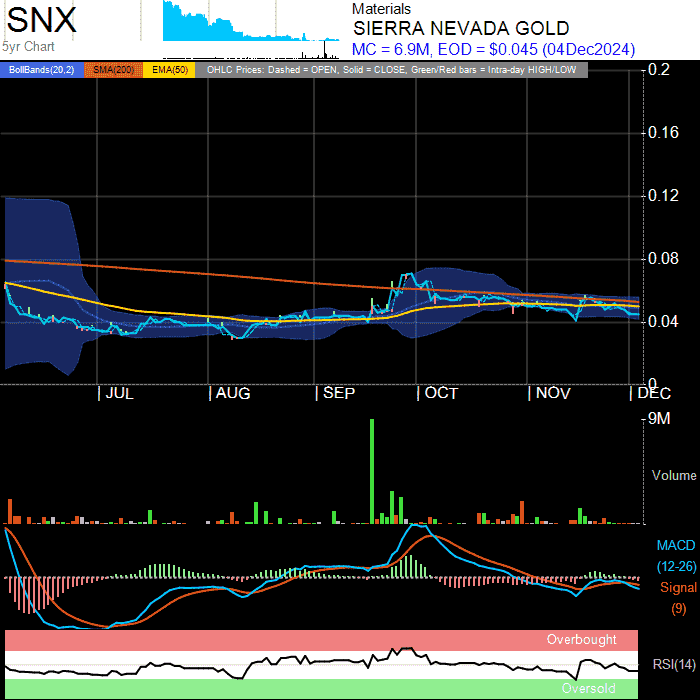 SNX
5yr Chart
Materials
SIERRA NEVADA GOLD
MC = 6.9M, EOD = $0.045 (04Dec2024)
BollBands(20,2) SMA(200) EMA(50) OHLC Prices: Dashed = OPEN, Solid = CLOSE, Green/Red bars = Intra-day HIGH/LOW
0.2
0.16
0.12
0.08
0.04
0
JUL AUG SEP OCT NOV DEC
9M
Volume
MACD
(12-26)
Signal
(9)
Overbought
RSI(14)
Oversold